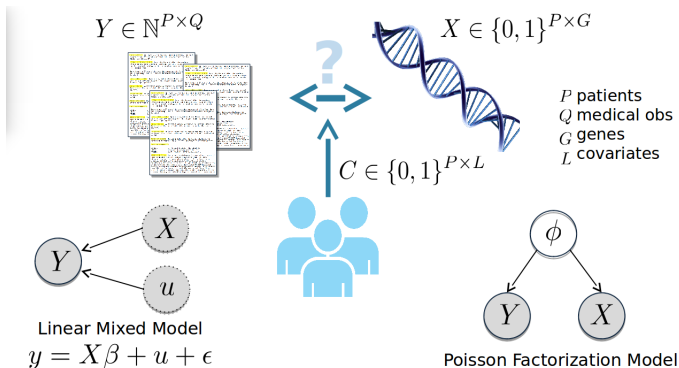 Y ∈ ℕ^{P×Q}
?
X ∈ {0, 1}^{P×G}
P patients
Q medical obs
G genes
L covariates
C ∈ {0, 1}^{P×L}
X
Y
u
Linear Mixed Model
y = Xβ + u + ϵ
ϕ
Y X
Poisson Factorization Model